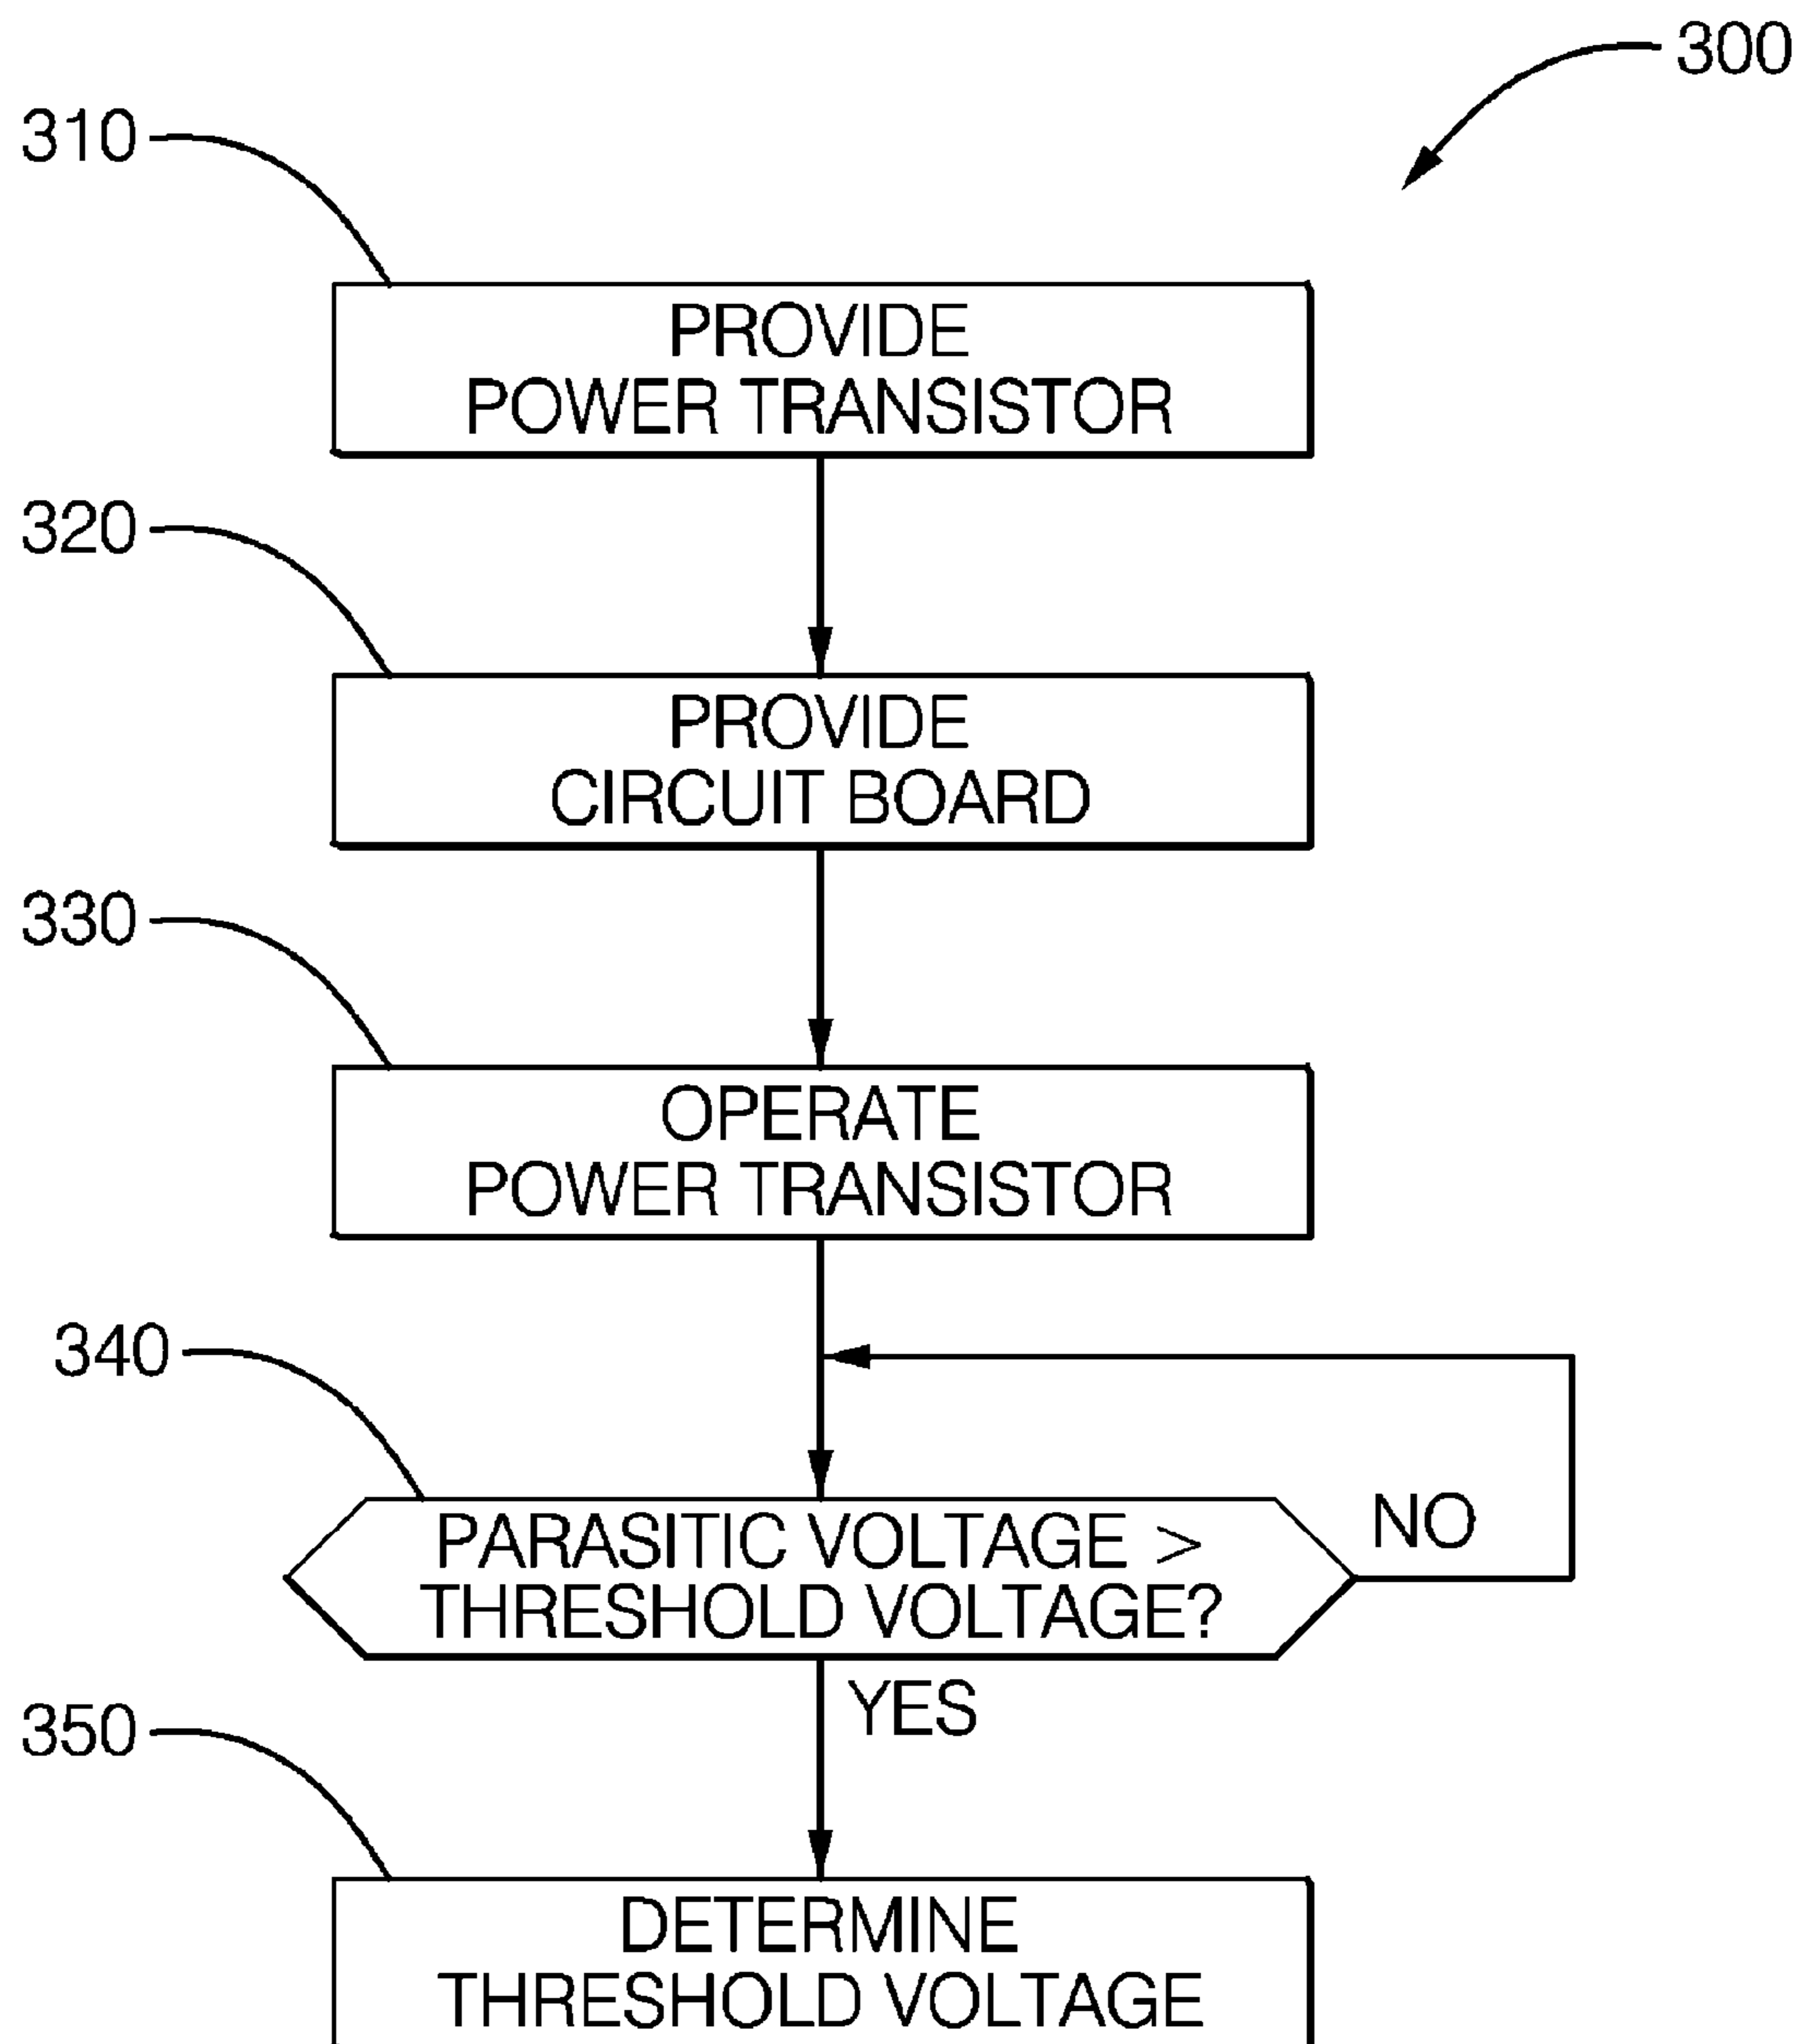 300
310
PROVIDE
POWER TRANSISTOR
320
PROVIDE
CIRCUIT BOARD
330
OPERATE
POWER TRANSISTOR
340
PARASITIC VOLTAGE >
THRESHOLD VOLTAGE?
NO
YES
350
DETERMINE
THRESHOLD VOLTAGE